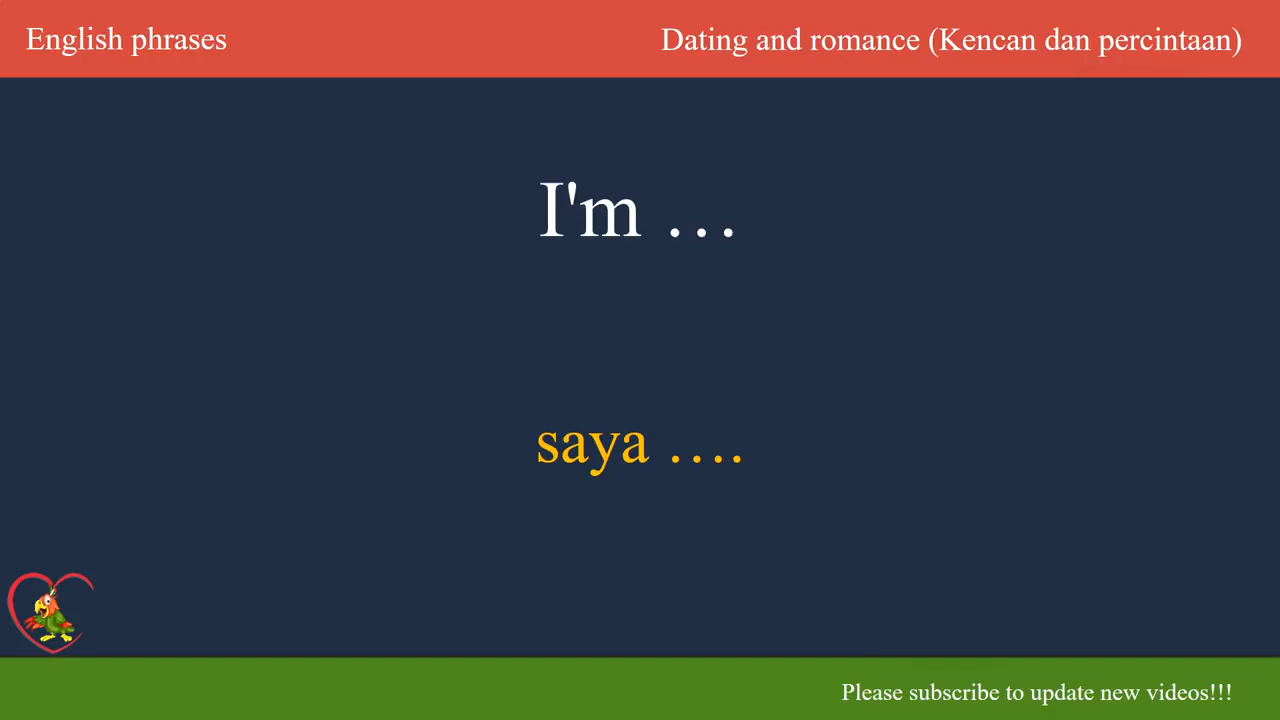 English phrases
Dating and romance (Kencan dan percintaan)
I'm …
saya ….
Please subscribe to update new videos!!!